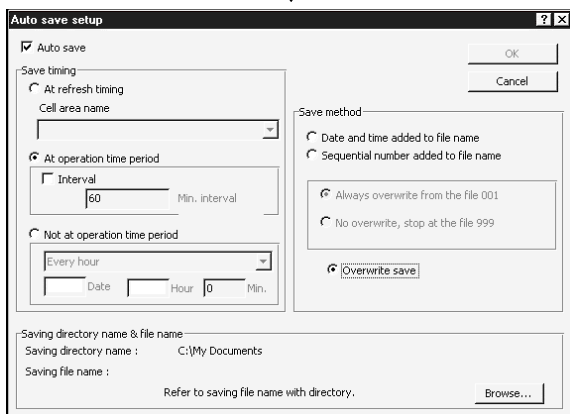 Auto save setup
Auto save
OK
Cancel
Save timing
At refresh timing
Cell area name
At operation time period
Interval
60 Min. interval
Not at operation time period
Every hour
Date Hour 0 Min.
Save method
Date and time added to file name
Sequential number added to file name
Always overwrite from the file 001
No overwrite, stop at the file 999
Overwrite save
Saving directory name & file name
Saving directory name : C:\My Documents
Saving file name :
Refer to saving file name with directory. Browse...